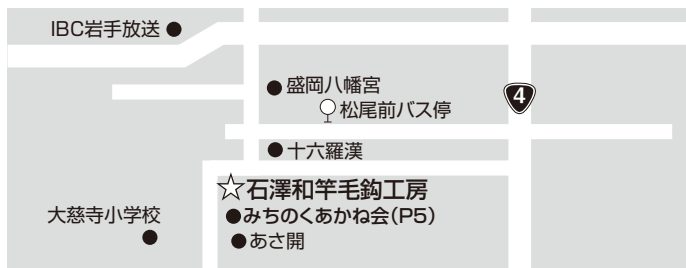 IBC岩手放送
盛岡八幡宮
松尾前バス停
4
十六羅漢
石澤和竿毛鈎工房
みちのくあかね会(P5)
大慈寺小学校
あさ開